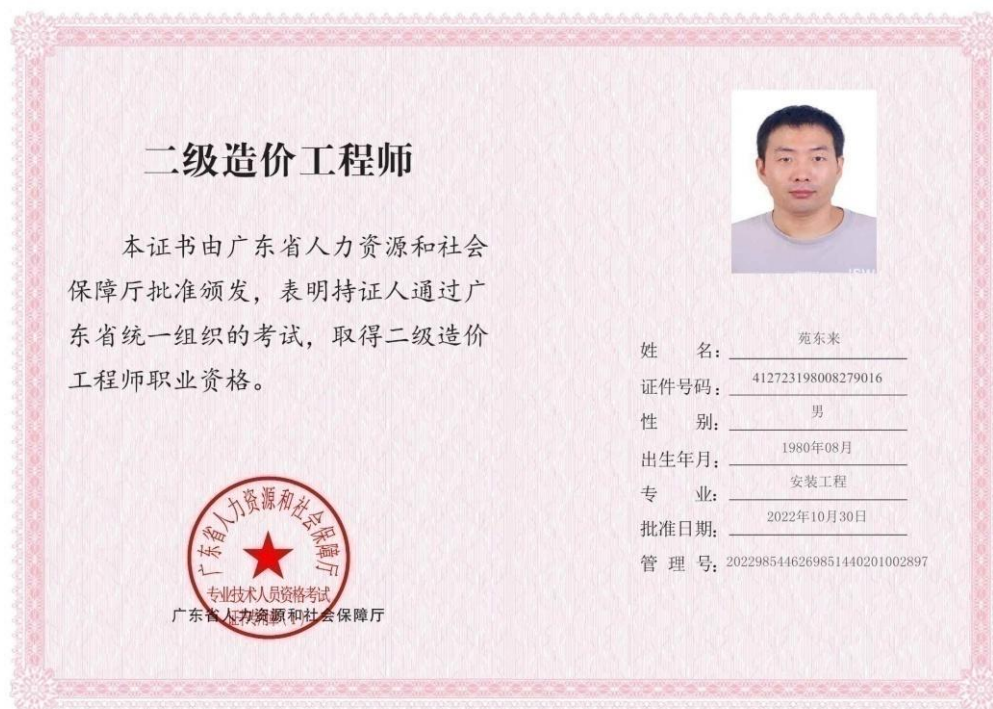 二级造价工程师
本证书由广东省人力资源和社会
保障厅批准颁发，表明持证人通过广
东省统一组织的考试，取得二级造价
工程师职业资格。
广东省人力资源和社会保障厅
专业技术人员资格考试
广东省人力资源和社会保障厅
姓 名：苑东来
证件号码：412723198008279016
性 别：男
出生年月：1980年08月
专 业：安装工程
批准日期：2022年10月30日
管 理 号：20229854462698514402010028​97